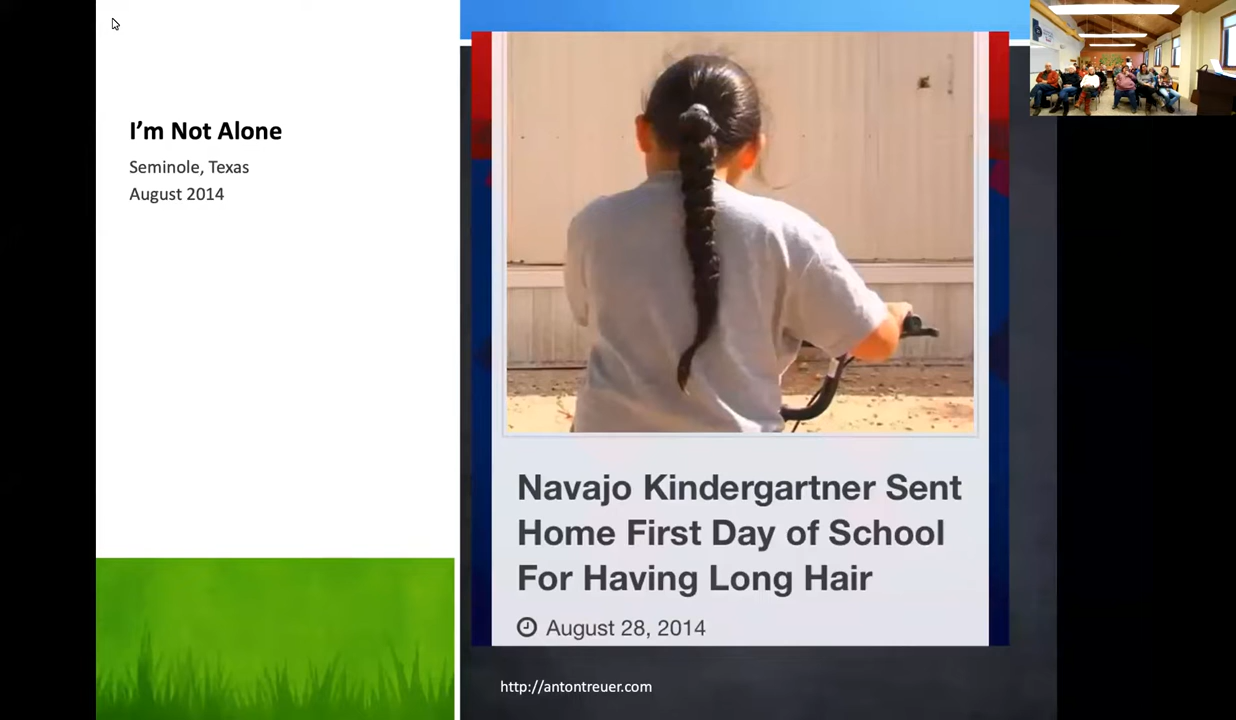 I'm Not Alone
Seminole, Texas
August 2014
Navajo Kindergartner Sent
Home First Day of School
For Having Long Hair
August 28, 2014
http://antontreuer.com